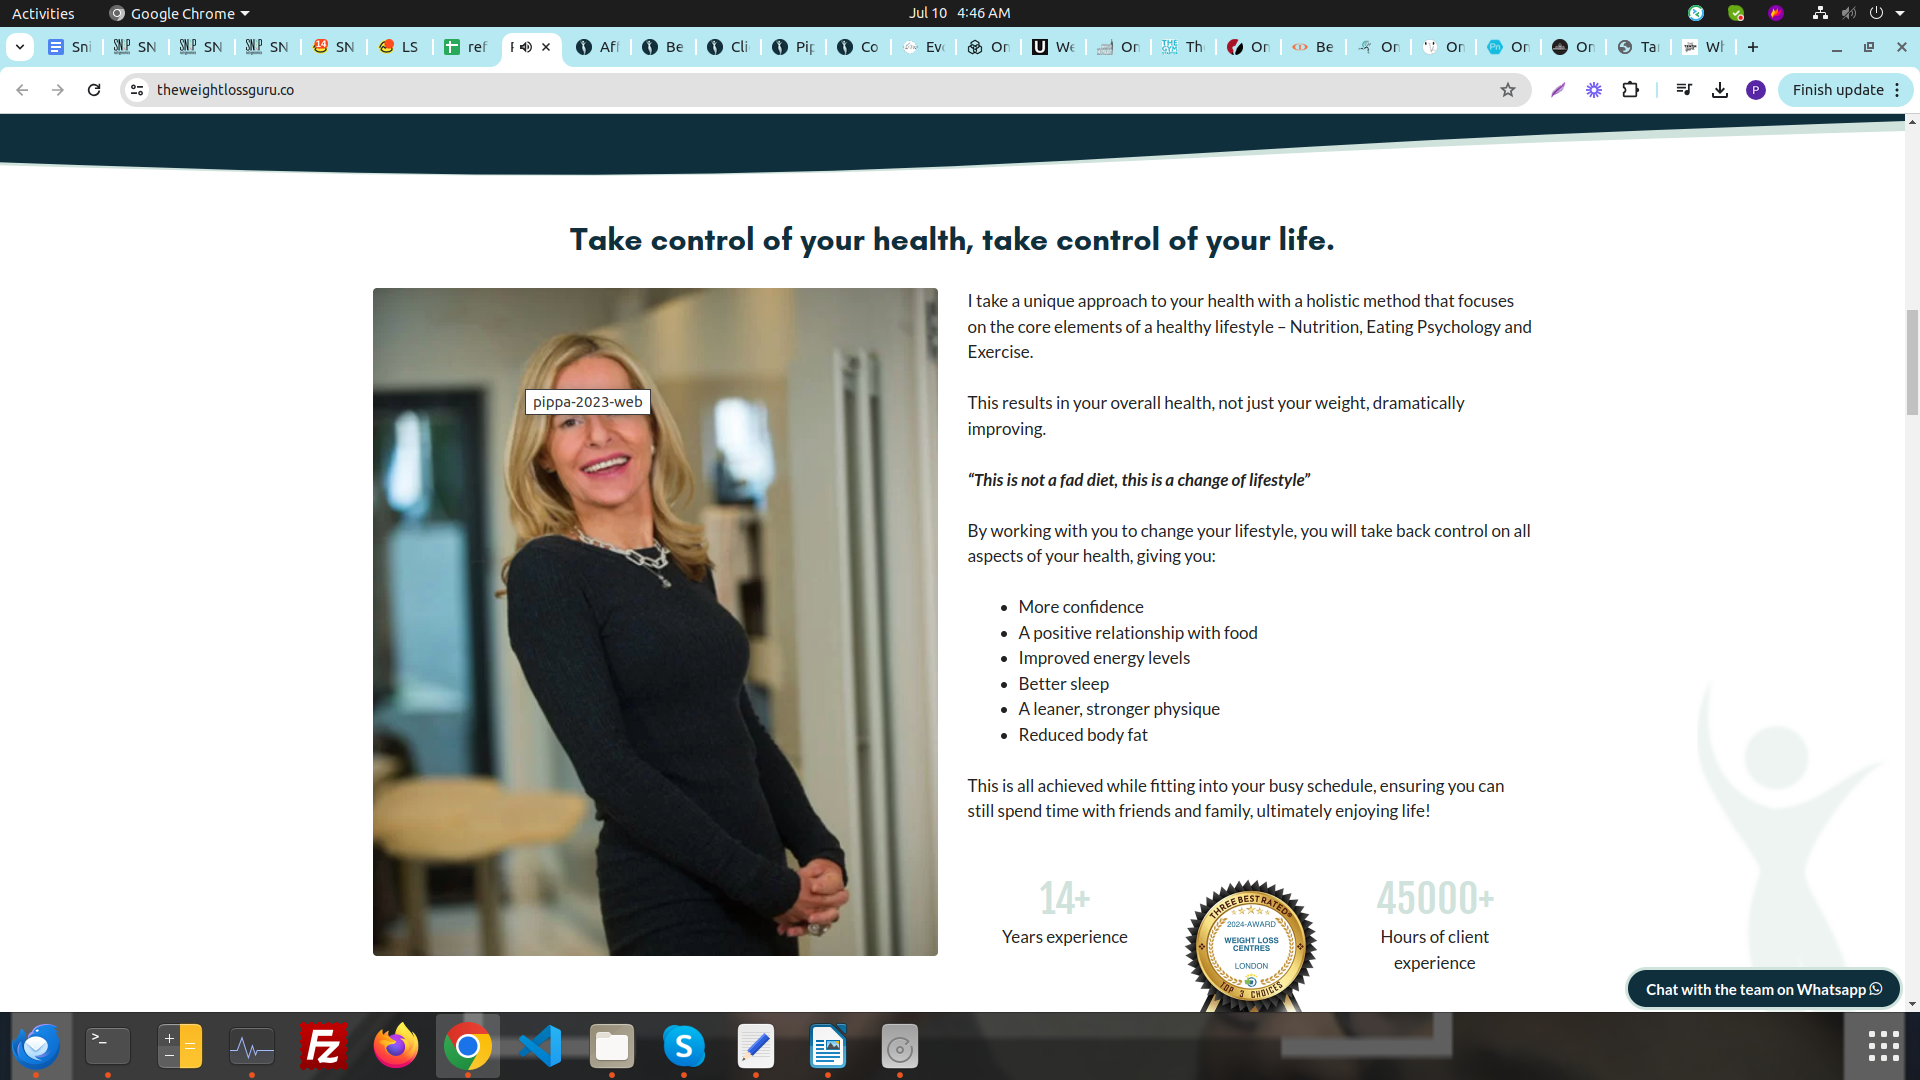 Activities
Google Chrome
Jul 10 4:46 AM
Sni
SN
SN
SN
14
SN
LS
ref
Aff
Be
Cli
Pip
Co
Eve
On
We
On
The
On
Be
On
On
On
On
Tar
Wh
theweightlossguru.co
P
Finish update
Take control of your health, take control of your life.
pippa-2023-web
I take a unique approach to your health with a holistic method that focuses
on the core elements of a healthy lifestyle – Nutrition, Eating Psychology and
Exercise.
This results in your overall health, not just your weight, dramatically
improving.
“This is not a fad diet, this is a change of lifestyle”
By working with you to change your lifestyle, you will take back control on all
aspects of your health, giving you:
• More confidence
• A positive relationship with food
• Improved energy levels
• Better sleep
• A leaner, stronger physique
• Reduced body fat
This is all achieved while fitting into your busy schedule, ensuring you can
still spend time with friends and family, ultimately enjoying life!
14+
Years experience
THREE BEST RATED®
2024-AWARD
WEIGHT LOSS
CENTRES
LONDON
TOP 3 CHOICES
45000+
Hours of client
experience
Chat with the team on Whatsapp